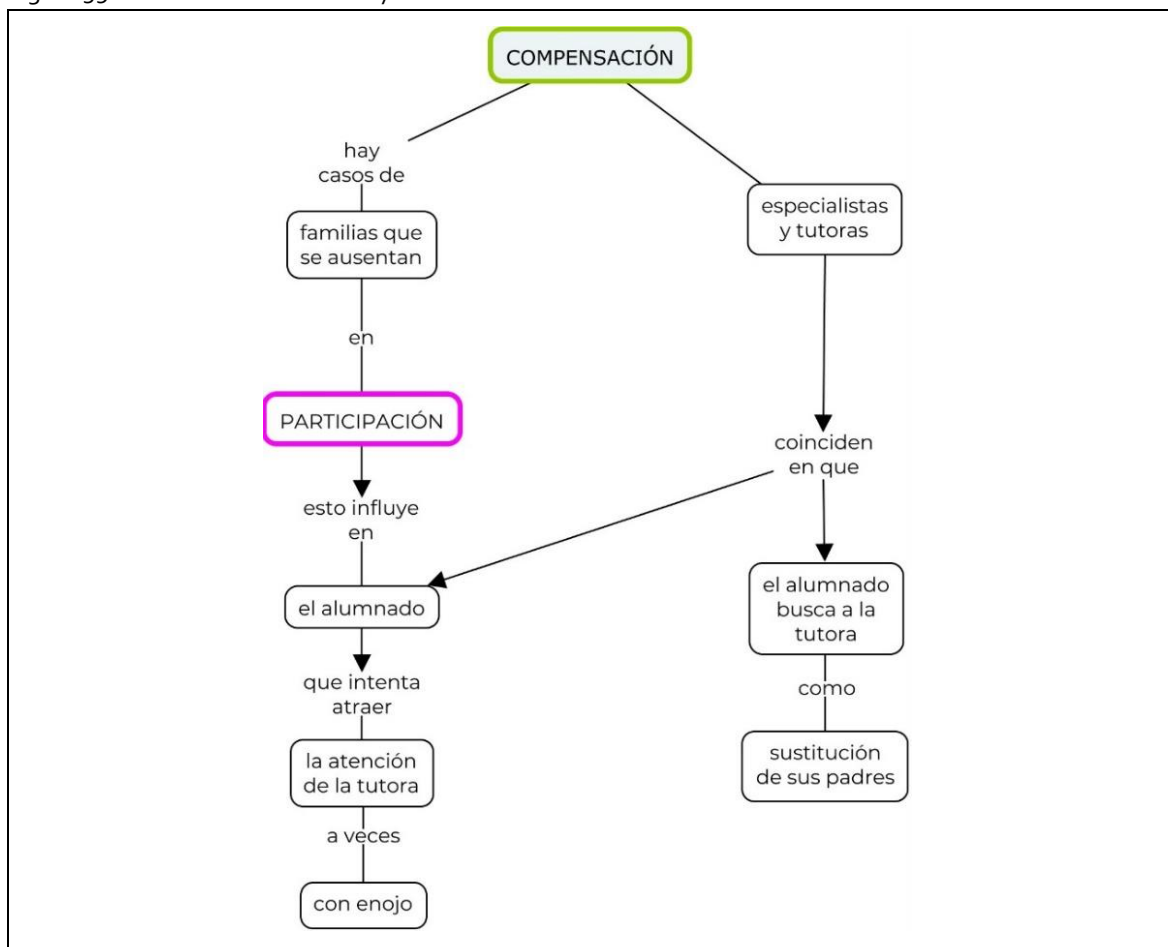 COMPENSACIÓN
hay
casos de
familias que
se ausentan
en
PARTICIPACIÓN
esto influye
en
el alumnado
que intenta
atraer
la atención
de la tutora
a veces
con enojo
especialistas
y tutoras
coinciden
en que
el alumnado
busca a la
tutora
como
sustitución
de sus padres